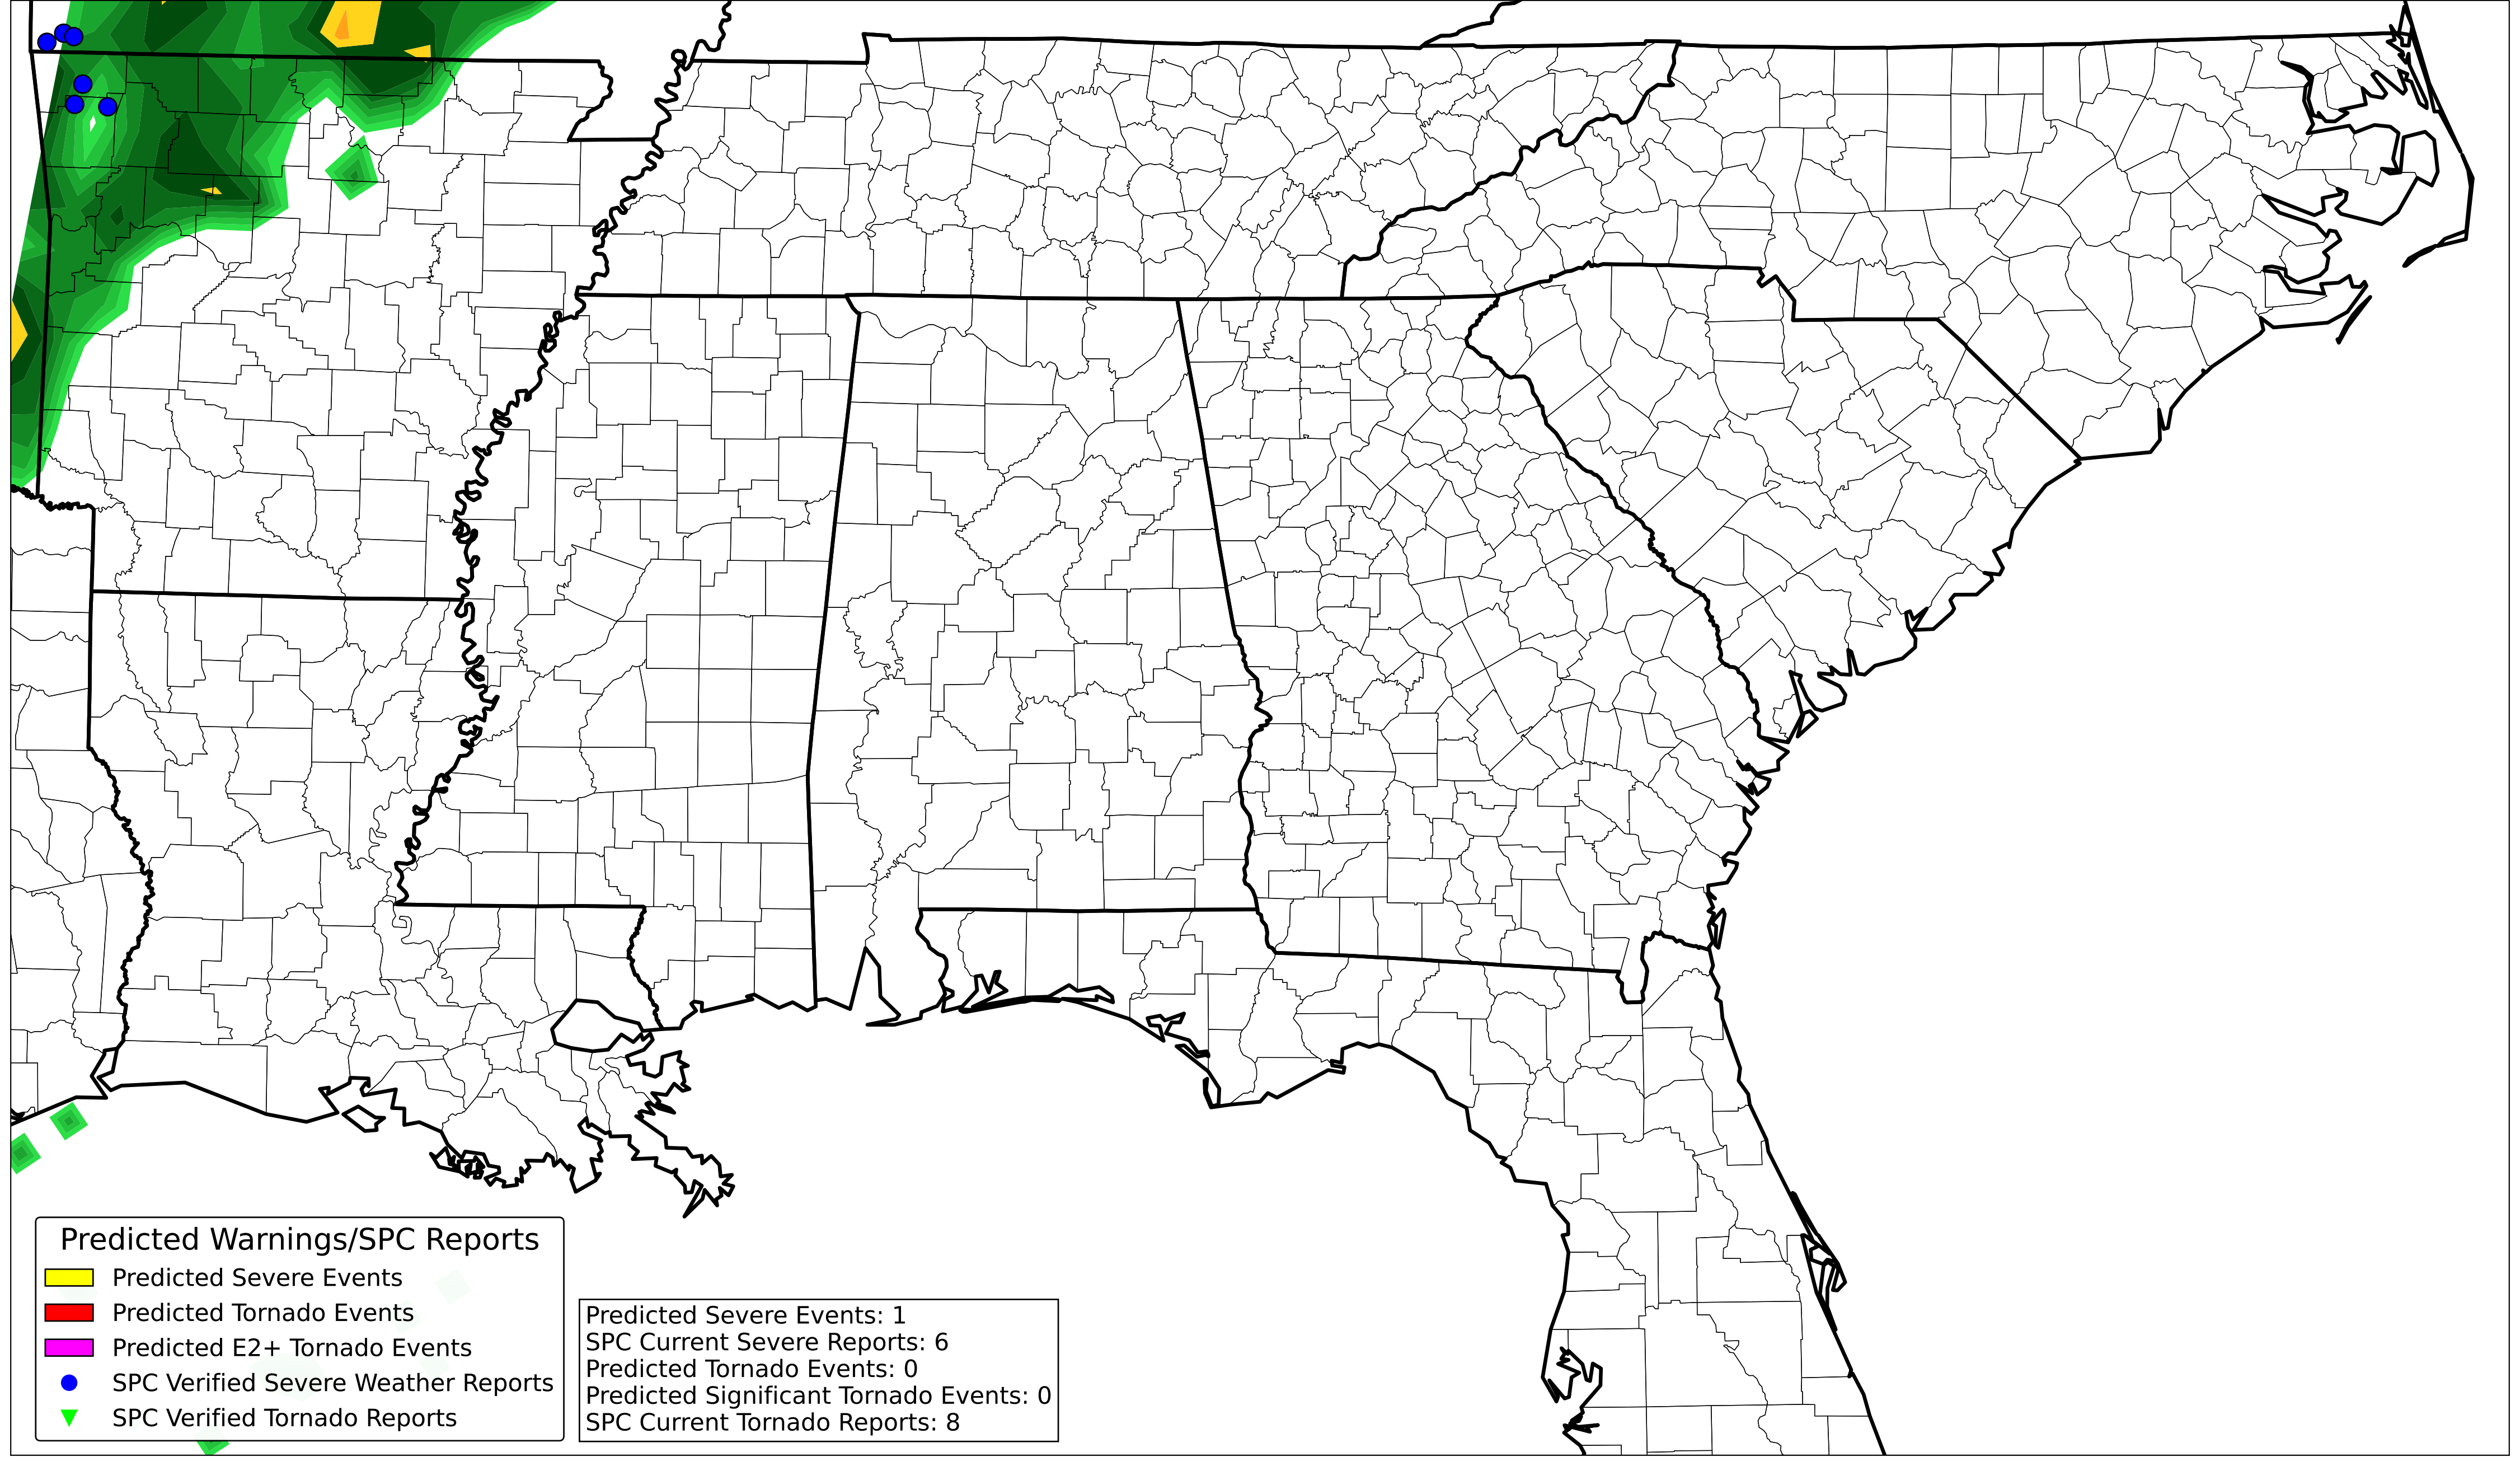 Predicted Warnings/SPC Reports
Predicted Severe Events
Predicted Tornado Events
Predicted E2+ Tornado Events
SPC Verified Severe Weather Reports
SPC Verified Tornado Reports
Predicted Severe Events: 1
SPC Current Severe Reports: 6
Predicted Tornado Events: 0
Predicted Significant Tornado Events: 0
SPC Current Tornado Reports: 8